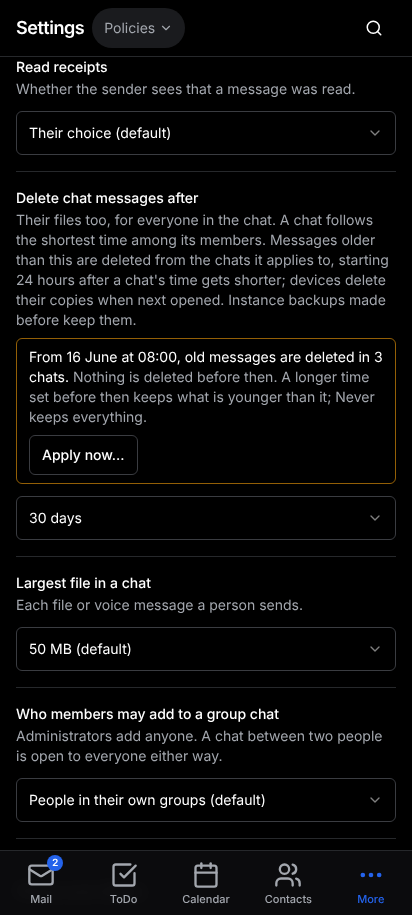 Settings
Policies
Read receipts
Whether the sender sees that a message was read.
Their choice (default)
Delete chat messages after
Their files too, for everyone in the chat. A chat follows
the shortest time among its members. Messages older
than this are deleted from the chats it applies to, starting
24 hours after a chat's time gets shorter; devices delete
their copies when next opened. Instance backups made
before keep them.
From 16 June at 08:00, old messages are deleted in 3
chats. Nothing is deleted before then. A longer time
set before then keeps what is younger than it; Never
keeps everything.
Apply now...
30 days
Largest file in a chat
Each file or voice message a person sends.
50 MB (default)
Who members may add to a group chat
Administrators add anyone. A chat between two people
is open to everyone either way.
People in their own groups (default)
2
Mail
ToDo
Calendar
Contacts
More